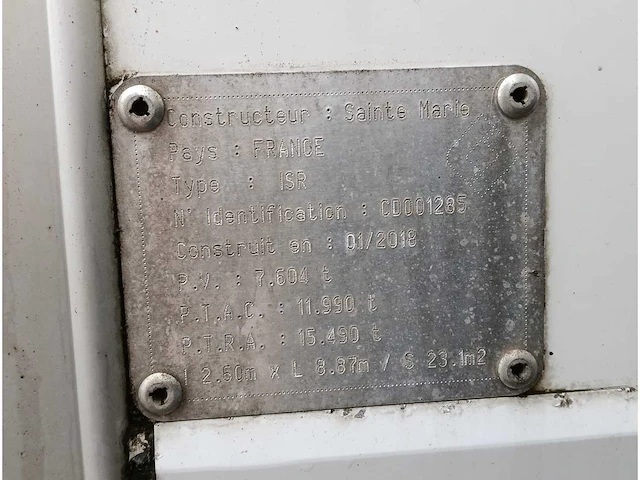 Constructeur : Sainte Marie
Pays : FRANCE
Type : ISR
N° Identification : CD001285
Construit en : 01/2018
P.V. : 7.604 t
P.T.A.C. : 11.990 t
P.T.R.A. : 15.490 t
l 2.60m x L 8.87m / S 23.1m2